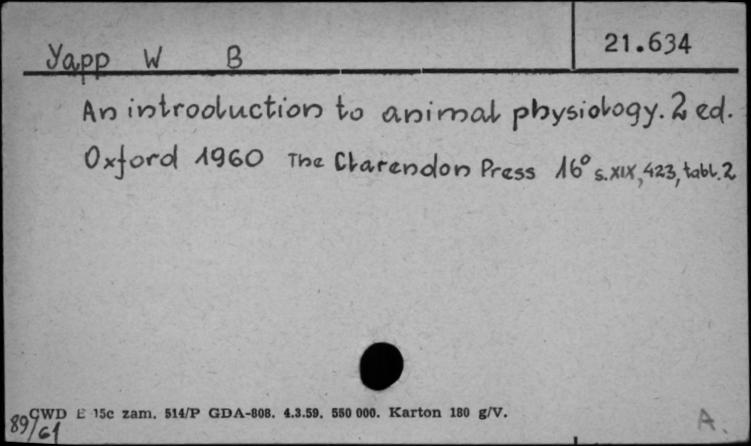 21.634
Yapp W B
An introduction to animal physiology. 2 ed.
Oxford 1960 The Clarendon Press 16° s.XIX,423,tabl.2
CWD E 15c zam. 514/P GDA-808. 4.3.59. 550 000. Karton 180 g/V.
89/61
A.